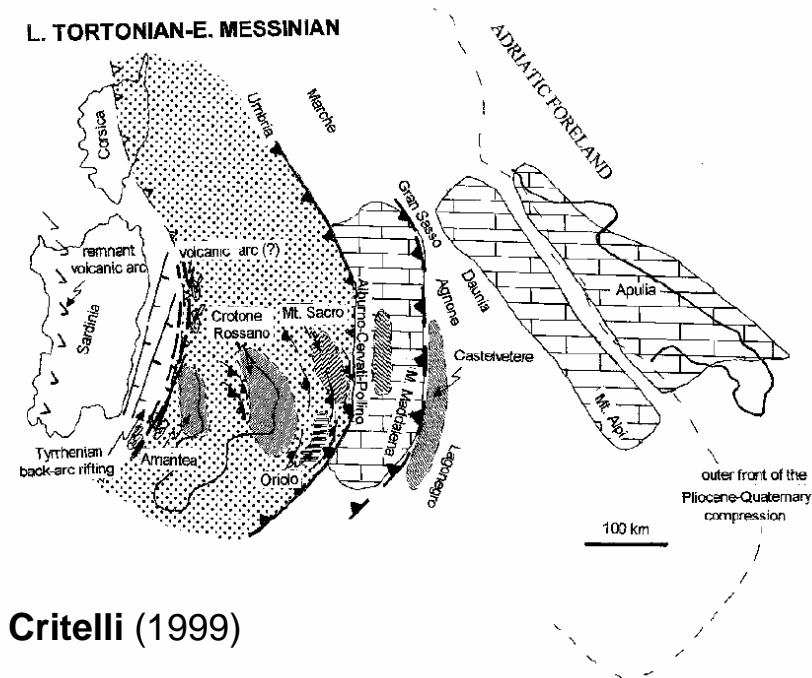 L. TORTONIAN-E. MESSINIAN
ADRIATIC FORELAND
Corsica
Umbria
Marche
Gran Sasso
remnant
volcanic arc
volcanic arc (?)
Sardinia
Crotone
Rossano
Mt. Sacro
Alburno-Cervati-Pollino
Agnone
Daunia
Apulia
Castelvetere
M. Maddalena
Mt. Alpi
Tyrrhenian
back-arc rifting
Amantea
Oriolo
Lagonegro
outer front of the
Pliocene-Quaternary
compression
100 km
Critelli (1999)